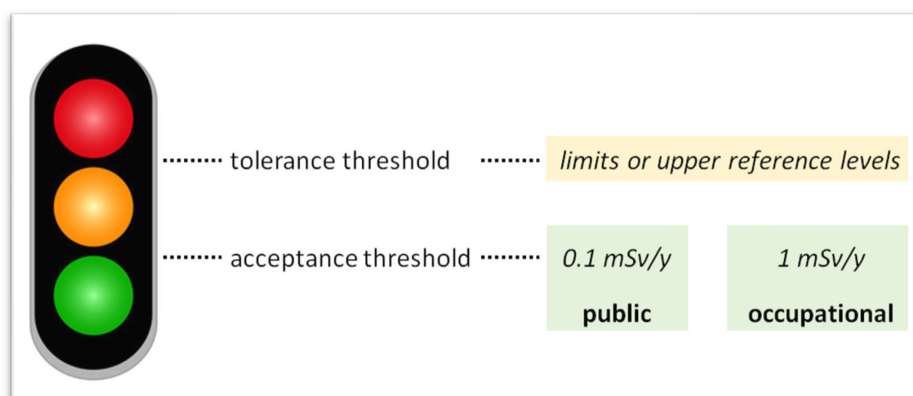 tolerance threshold limits or upper reference levels
acceptance threshold 0.1 mSv/y 1 mSv/y
public occupational